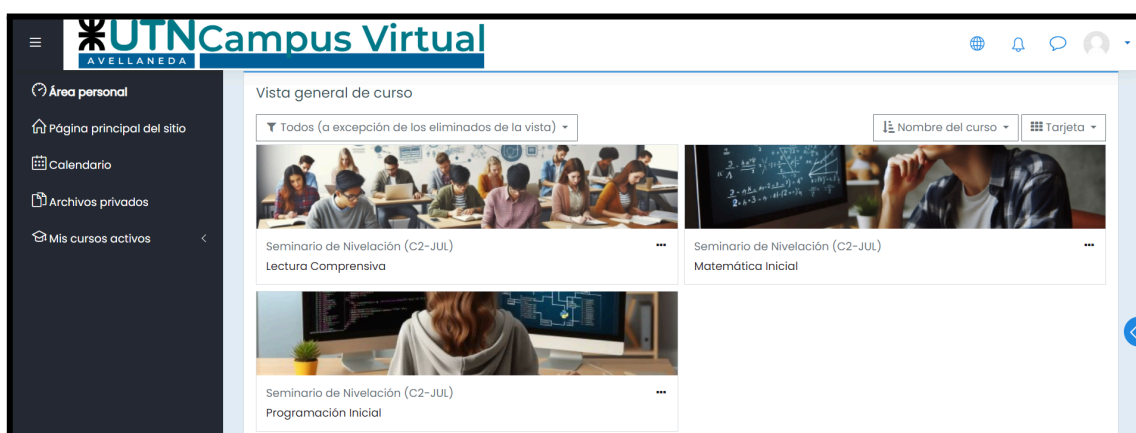 UTN Campus Virtual
AVELLANEDA
Área personal
Página principal del sitio
Calendario
Archivos privados
Mis cursos activos
Vista general de curso
Todos (a excepción de los eliminados de la vista)
Nombre del curso
Tarjeta
Seminario de Nivelación (C2-JUL)
Lectura Comprensiva
Seminario de Nivelación (C2-JUL)
Matemática Inicial
Seminario de Nivelación (C2-JUL)
Programación Inicial